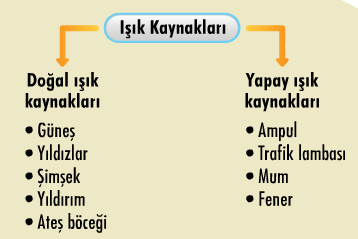 Işık Kaynakları
Doğal ışık
kaynakları
• Güneş
• Yıldızlar
• Şimşek
• Yıldırım
• Ateş böceği
Yapay ışık
kaynakları
• Ampul
• Trafik lambası
• Mum
• Fener